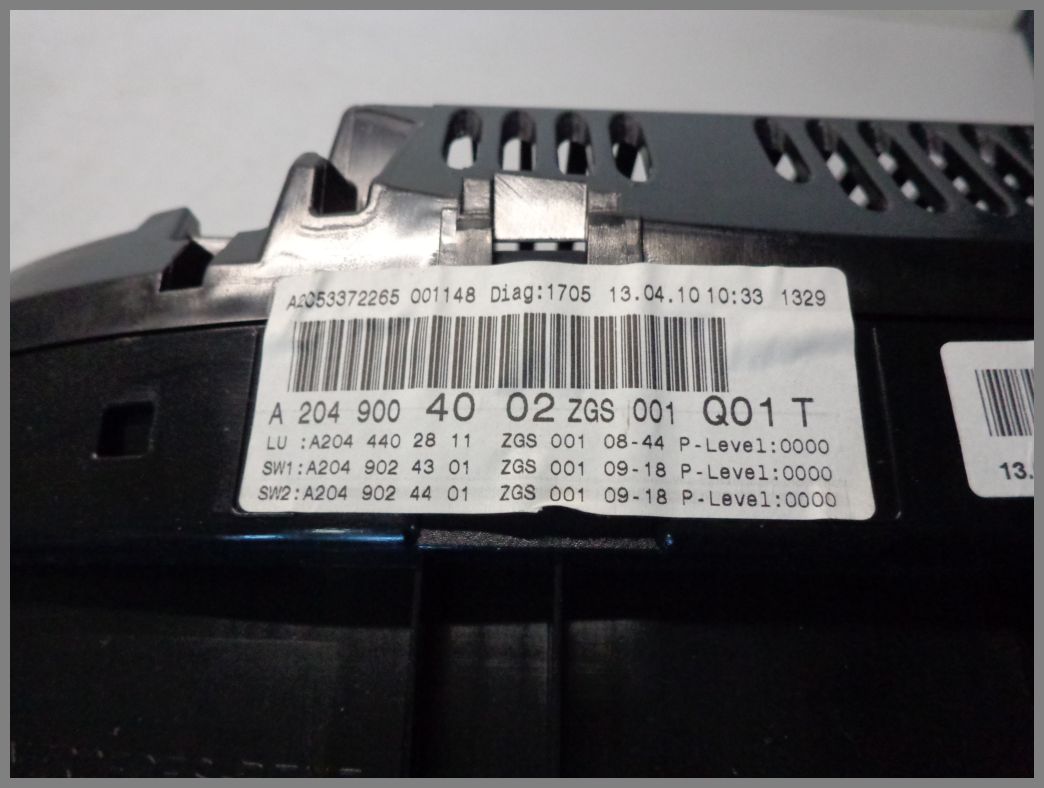 A2C53372265 001148 Diag:1705 13.04.10 10:33 1329
A 204 900 40 02 ZGS 001 Q01 T
LU :A204 440 28 11 ZGS 001 08-44 P-Level:0000
SW1:A204 902 43 01 ZGS 001 09-18 P-Level:0000
SW2:A204 902 44 01 ZGS 001 09-18 P-Level:0000
13.